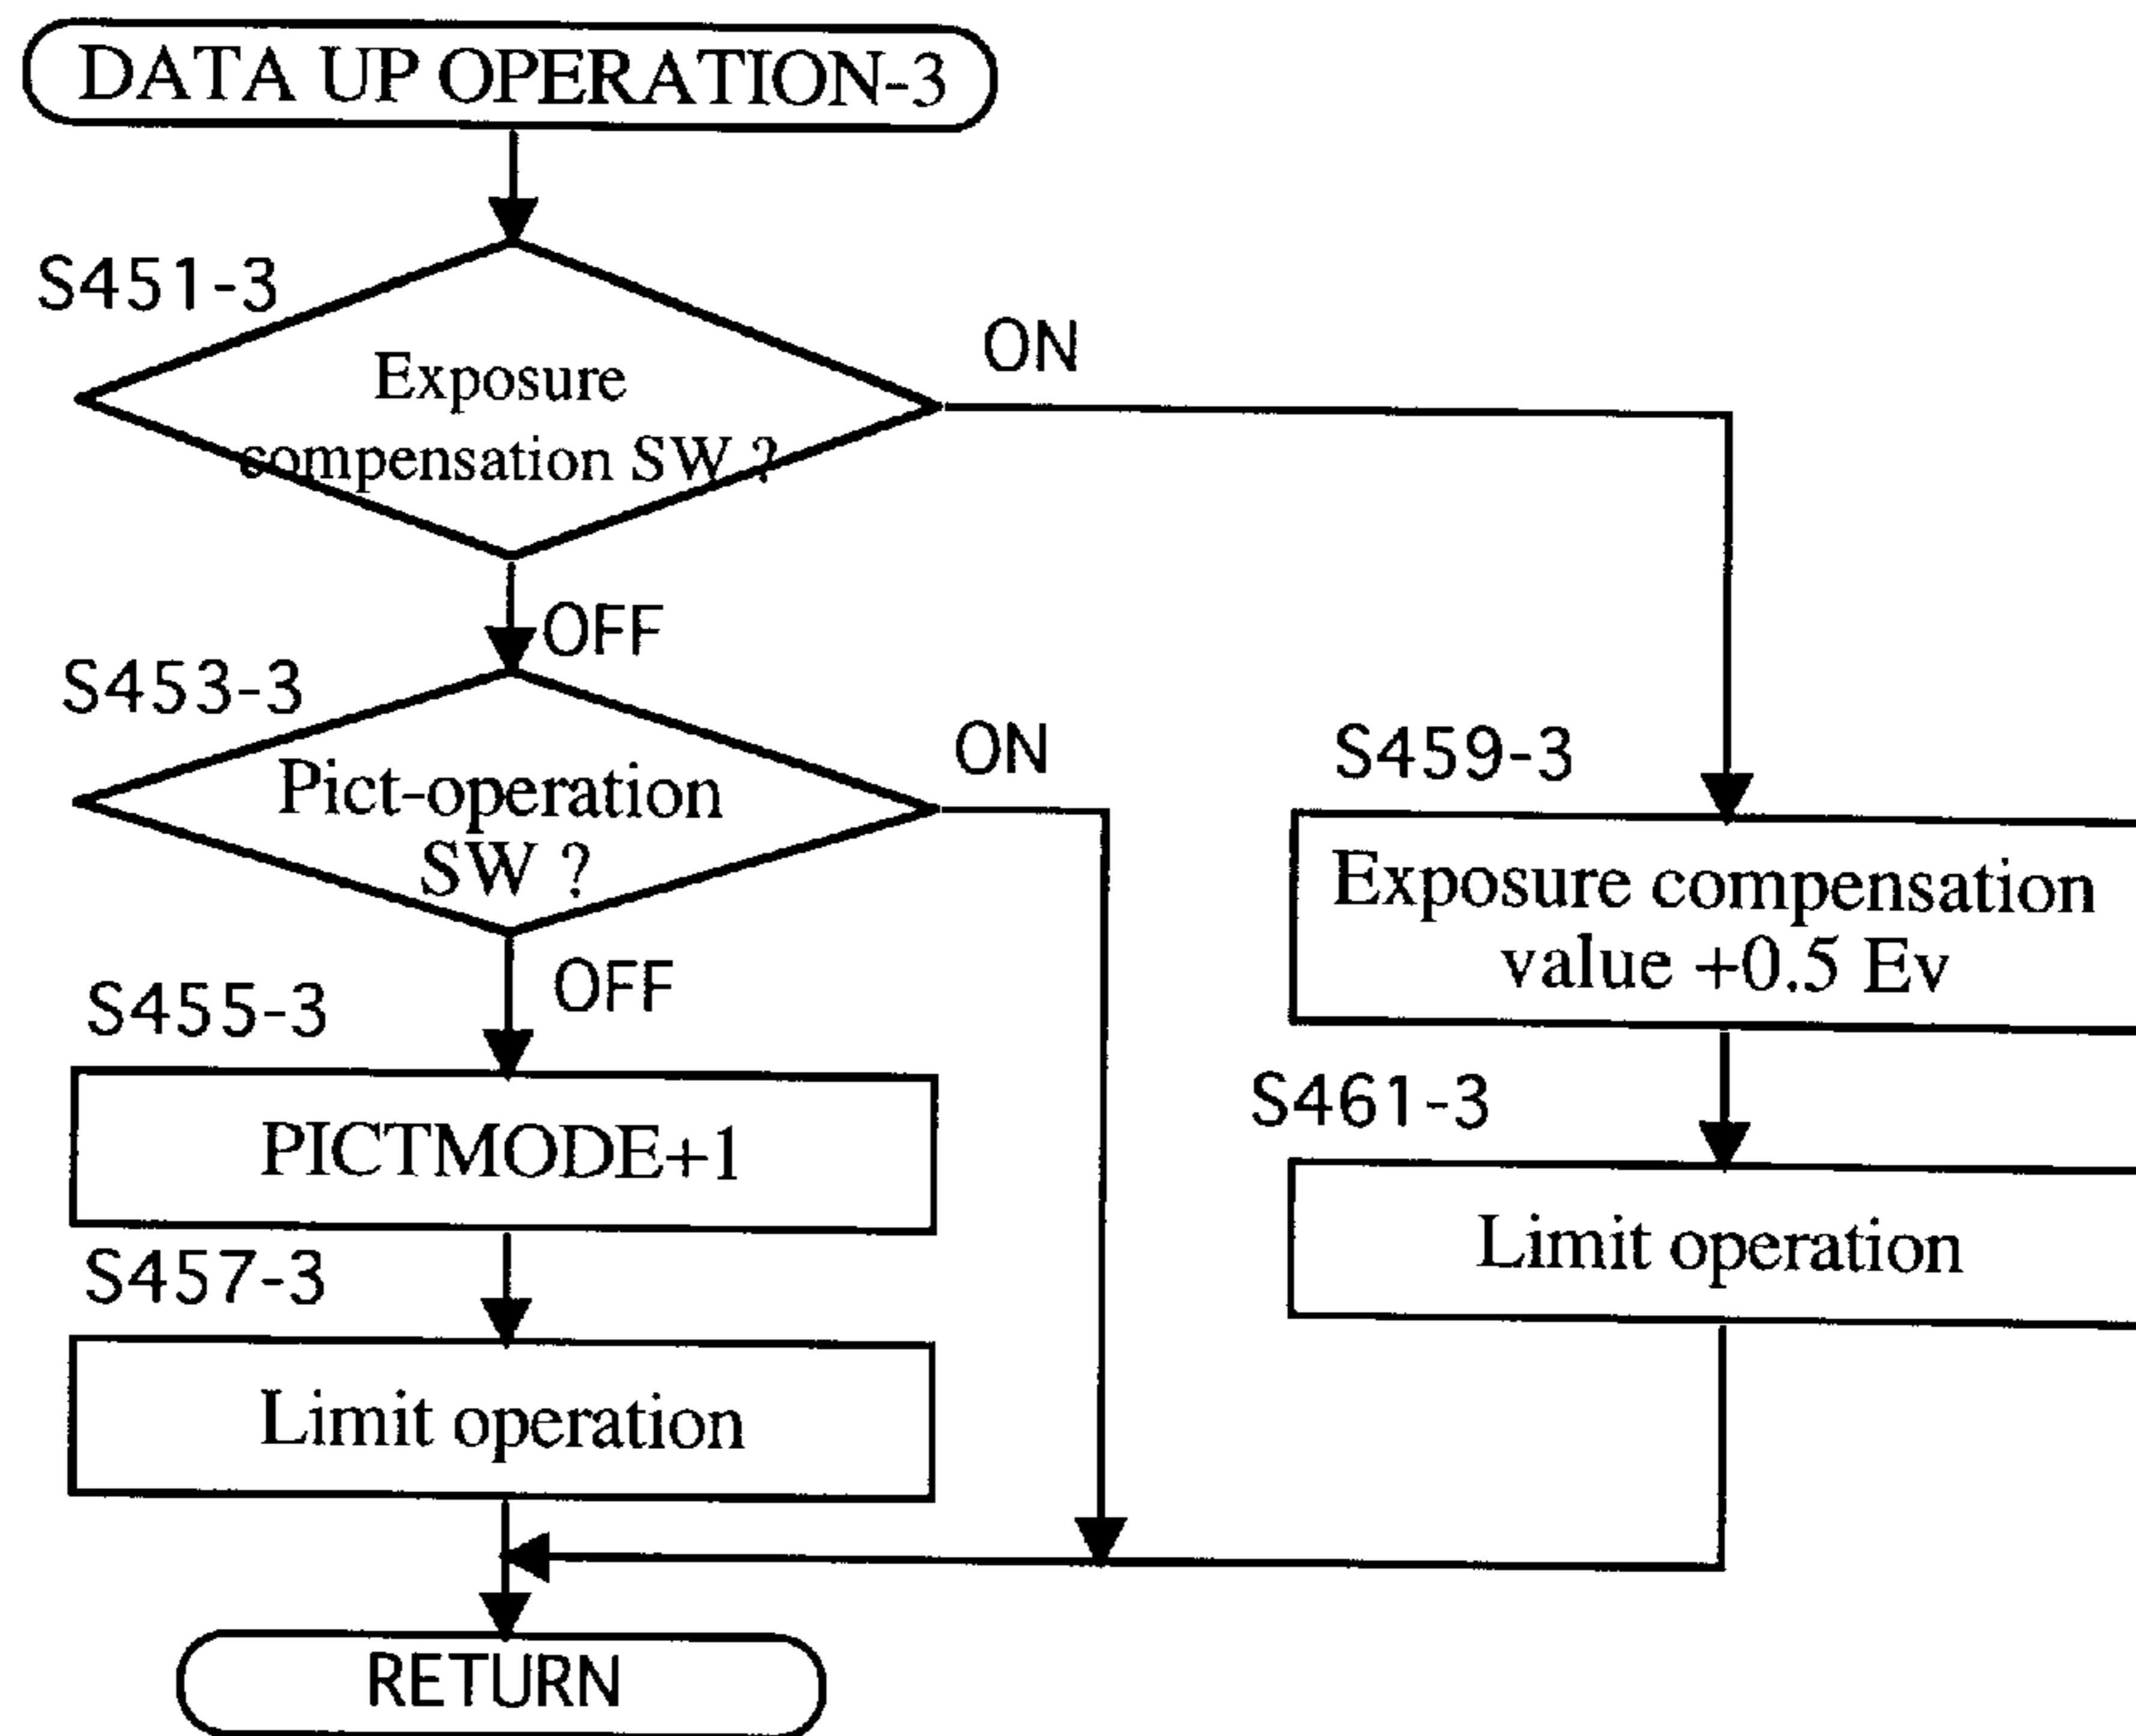 DATA UP OPERATION-3
S451-3
Exposure
compensation SW ?
ON
OFF
S453-3
Pict-operation
SW ?
ON
OFF
S455-3
PICTMODE+1
S457-3
Limit operation
S459-3
Exposure compensation
value +0.5 Ev
S461-3
Limit operation
RETURN